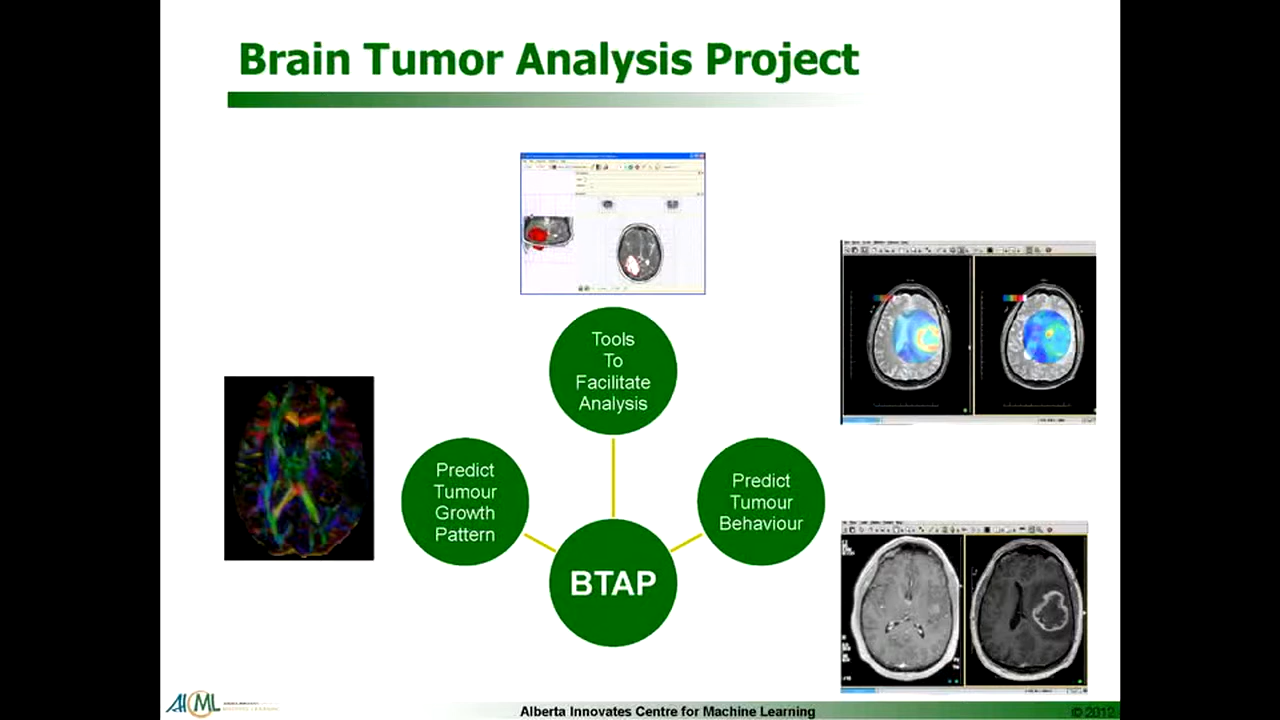 Brain Tumor Analysis Project
Tools
To
Facilitate
Analysis
Predict
Tumour
Growth
Pattern
Predict
Tumour
Behaviour
BTAP
AICML
Alberta Innovates Centre for Machine Learning
© 2012